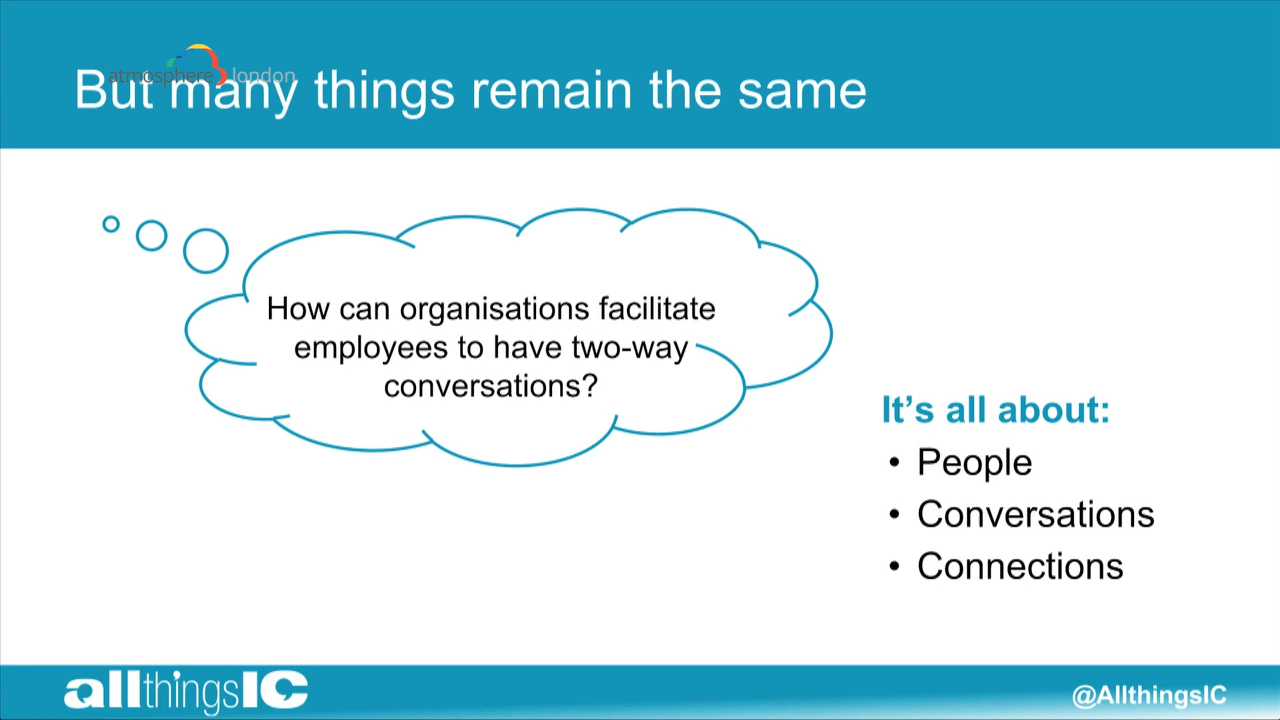 atmosphere london
But many things remain the same
How can organisations facilitate
employees to have two-way
conversations?
It's all about:
• People
• Conversations
• Connections
allthingsIC
@AllthingsIC